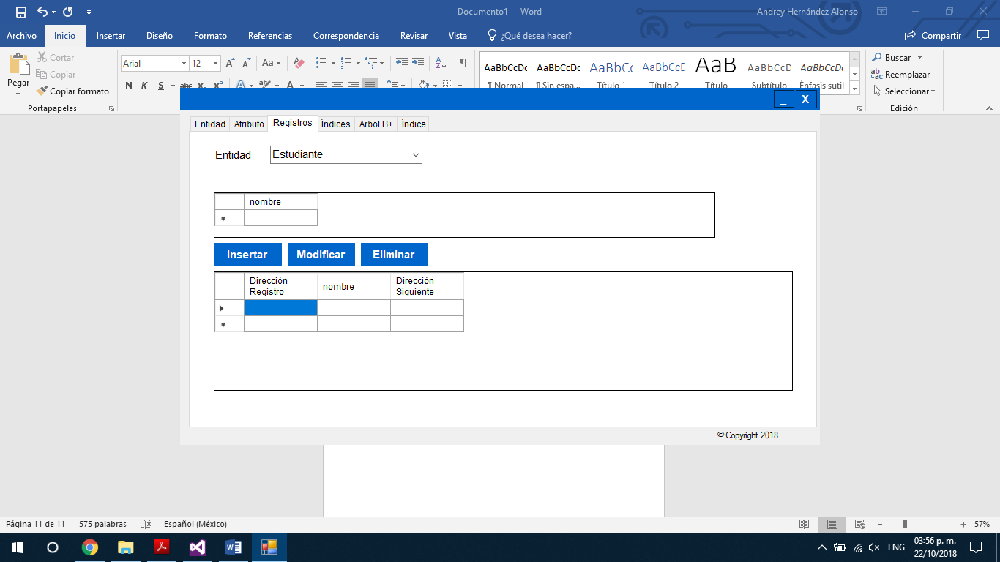 Documento1 - Word
Andrey Hernández Alonso
Archivo Inicio Insertar Diseño Formato Referencias Correspondencia Revisar Vista ¿Qué desea hacer? Compartir
Pegar
Cortar
Copiar
Copiar formato
Portapapeles
Arial 12
Aa
N K S abc x₂ x²
AaBbCcDc AaBbCcDc AaBbCc AaBbCcD AaB AaBbCcD AaBbCcDc
¶ Normal ¶ Sin espa... Título 1 Título 2 Título Subtítulo Énfasis sutil
Buscar
Reemplazar
Seleccionar
Edición
_ X
Entidad Atributo Registros Índices Arbol B+ Índice
Entidad Estudiante
nombre
Insertar Modificar Eliminar
Dirección Registro nombre Dirección Siguiente
© Copyright 2018
Página 11 de 11 575 palabras Español (México) 57%
ENG
03:56 p. m.
22/10/2018